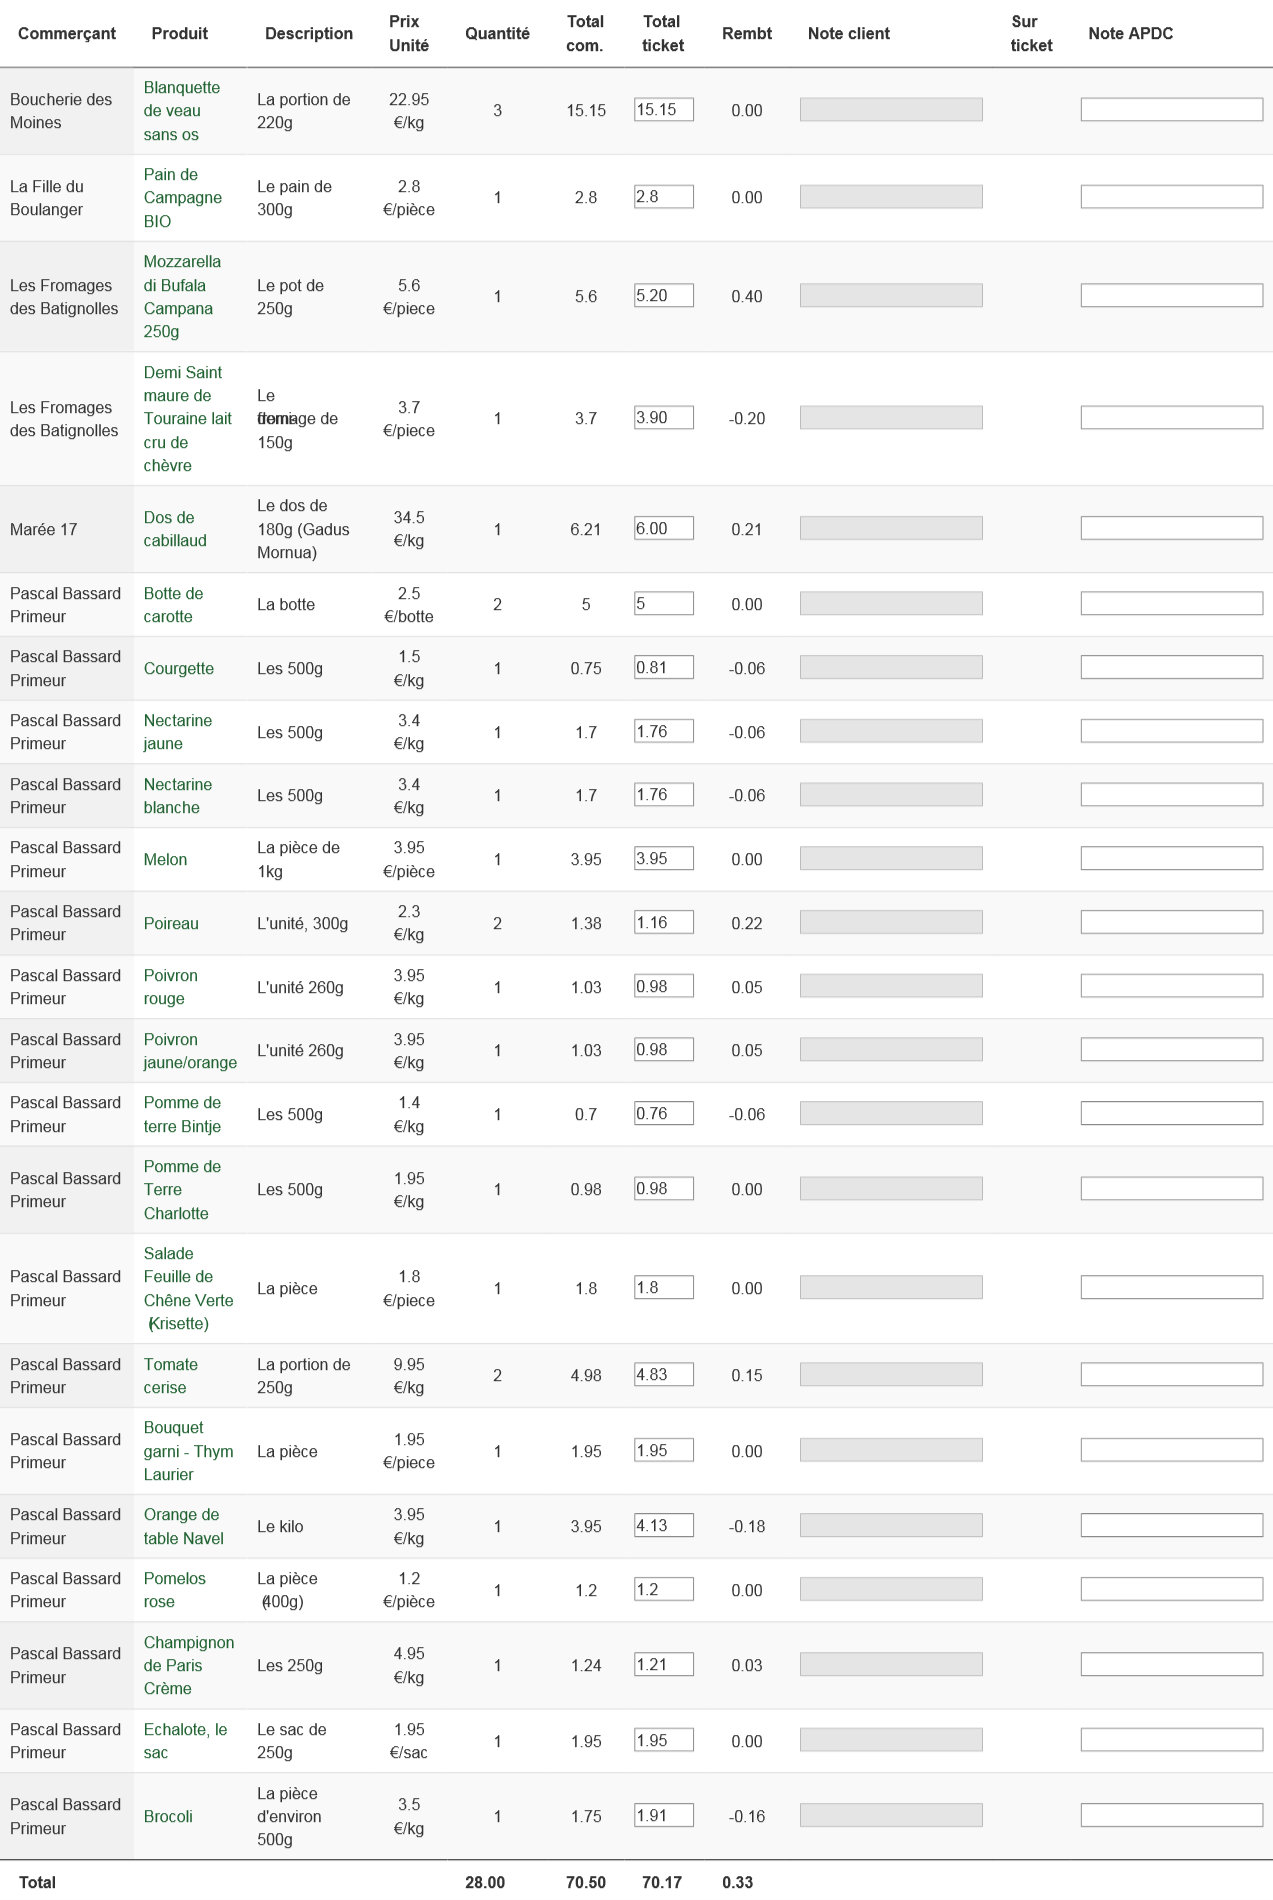 Commerçant Produit Description Prix Unité Quantité Total com. Total ticket Rembt Note client Sur ticket Note APDC
Boucherie des Moines Blanquette de veau sans os La portion de 220g 22.95 €/kg 3 15.15 15.15 0.00
La Fille du Boulanger Pain de Campagne BIO Le pain de 300g 2.8 €/pièce 1 2.8 2.8 0.00
Les Fromages des Batignolles Mozzarella di Bufala Campana 250g Le pot de 250g 5.6 €/piece 1 5.6 5.20 0.40
Les Fromages des Batignolles Demi Saint maure de Touraine lait cru de chèvre Le demi-fromage de 150g 3.7 €/piece 1 3.7 3.90 -0.20
Marée 17 Dos de cabillaud Le dos de 180g (Gadus Mornua) 34.5 €/kg 1 6.21 6.00 0.21
Pascal Bassard Primeur Botte de carotte La botte 2.5 €/botte 2 5 5 0.00
Pascal Bassard Primeur Courgette Les 500g 1.5 €/kg 1 0.75 0.81 -0.06
Pascal Bassard Primeur Nectarine jaune Les 500g 3.4 €/kg 1 1.7 1.76 -0.06
Pascal Bassard Primeur Nectarine blanche Les 500g 3.4 €/kg 1 1.7 1.76 -0.06
Pascal Bassard Primeur Melon La pièce de 1kg 3.95 €/pièce 1 3.95 3.95 0.00
Pascal Bassard Primeur Poireau L'unité, 300g 2.3 €/kg 2 1.38 1.16 0.22
Pascal Bassard Primeur Poivron rouge L'unité 260g 3.95 €/kg 1 1.03 0.98 0.05
Pascal Bassard Primeur Poivron jaune/orange L'unité 260g 3.95 €/kg 1 1.03 0.98 0.05
Pascal Bassard Primeur Pomme de terre Bintje Les 500g 1.4 €/kg 1 0.7 0.76 -0.06
Pascal Bassard Primeur Pomme de Terre Charlotte Les 500g 1.95 €/kg 1 0.98 0.98 0.00
Pascal Bassard Primeur Salade Feuille de Chêne Verte (Krisette) La pièce 1.8 €/piece 1 1.8 1.8 0.00
Pascal Bassard Primeur Tomate cerise La portion de 250g 9.95 €/kg 2 4.98 4.83 0.15
Pascal Bassard Primeur Bouquet garni - Thym Laurier La pièce 1.95 €/piece 1 1.95 1.95 0.00
Pascal Bassard Primeur Orange de table Navel Le kilo 3.95 €/kg 1 3.95 4.13 -0.18
Pascal Bassard Primeur Pomelos rose La pièce (400g) 1.2 €/pièce 1 1.2 1.2 0.00
Pascal Bassard Primeur Champignon de Paris Crème Les 250g 4.95 €/kg 1 1.24 1.21 0.03
Pascal Bassard Primeur Echalote, le sac Le sac de 250g 1.95 €/sac 1 1.95 1.95 0.00
Pascal Bassard Primeur Brocoli La pièce d'environ 500g 3.5 €/kg 1 1.75 1.91 -0.16
Total 28.00 70.50 70.17 0.33